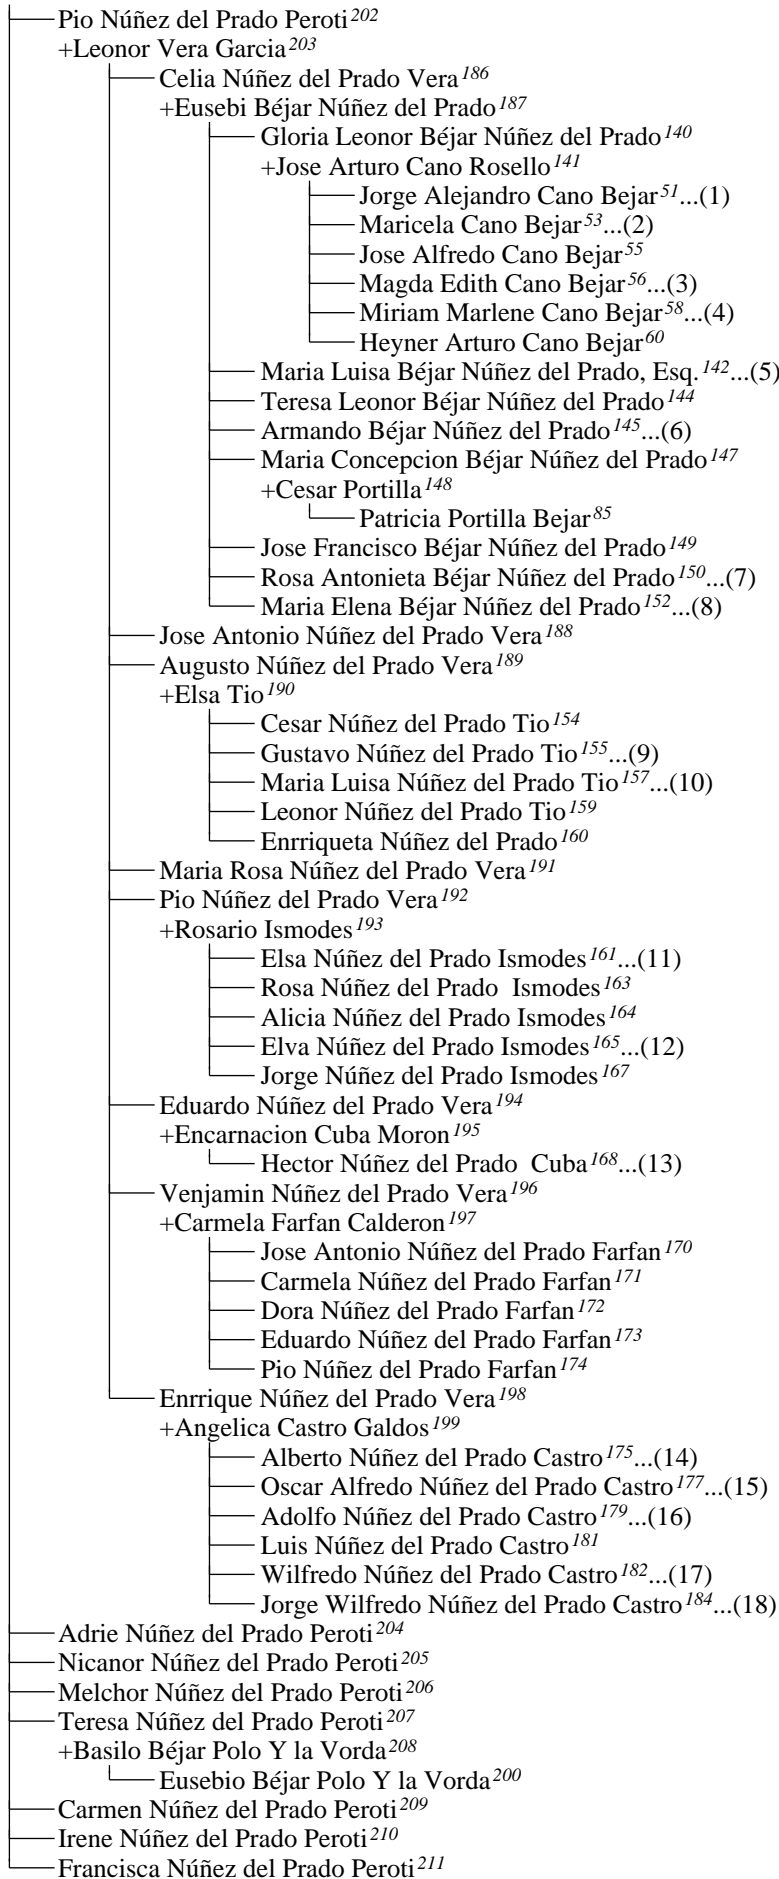 Pio Núñez del Prado Peroti202
+Leonor Vera Garcia203
Celia Núñez del Prado Vera186
+Eusebi Béjar Núñez del Prado187
Gloria Leonor Béjar Núñez del Prado140
+Jose Arturo Cano Rosello141
Jorge Alejandro Cano Bejar51...(1)
Maricela Cano Bejar53...(2)
Jose Alfredo Cano Bejar55
Magda Edith Cano Bejar56...(3)
Miriam Marlene Cano Bejar58...(4)
Heyner Arturo Cano Bejar60
Maria Luisa Béjar Núñez del Prado, Esq.142...(5)
Teresa Leonor Béjar Núñez del Prado144
Armando Béjar Núñez del Prado145...(6)
Maria Concepcion Béjar Núñez del Prado147
+Cesar Portilla148
Patricia Portilla Bejar85
Jose Francisco Béjar Núñez del Prado149
Rosa Antonieta Béjar Núñez del Prado150...(7)
Maria Elena Béjar Núñez del Prado152...(8)
Jose Antonio Núñez del Prado Vera188
Augusto Núñez del Prado Vera189
+Elsa Tio190
Cesar Núñez del Prado Tio154
Gustavo Núñez del Prado Tio155...(9)
Maria Luisa Núñez del Prado Tio157...(10)
Leonor Núñez del Prado Tio159
Enrriqueta Núñez del Prado160
Maria Rosa Núñez del Prado Vera191
Pio Núñez del Prado Vera192
+Rosario Ismodes193
Elsa Núñez del Prado Ismodes161...(11)
Rosa Núñez del Prado  Ismodes163
Alicia Núñez del Prado Ismodes164
Elva Núñez del Prado Ismodes165...(12)
Jorge Núñez del Prado Ismodes167
Eduardo Núñez del Prado Vera194
+Encarnacion Cuba Moron195
Hector Núñez del Prado  Cuba168...(13)
Venjamin Núñez del Prado Vera196
+Carmela Farfan Calderon197
Jose Antonio Núñez del Prado Farfan170
Carmela Núñez del Prado Farfan171
Dora Núñez del Prado Farfan172
Eduardo Núñez del Prado Farfan173
Pio Núñez del Prado Farfan174
Enrrique Núñez del Prado Vera198
+Angelica Castro Galdos199
Alberto Núñez del Prado Castro175...(14)
Oscar Alfredo Núñez del Prado Castro177...(15)
Adolfo Núñez del Prado Castro179...(16)
Luis Núñez del Prado Castro181
Wilfredo Núñez del Prado Castro182...(17)
Jorge Wilfredo Núñez del Prado Castro184...(18)
Adrie Núñez del Prado Peroti204
Nicanor Núñez del Prado Peroti205
Melchor Núñez del Prado Peroti206
Teresa Núñez del Prado Peroti207
+Basilo Béjar Polo Y la Vorda208
Eusebio Béjar Polo Y la Vorda200
Carmen Núñez del Prado Peroti209
Irene Núñez del Prado Peroti210
Francisca Núñez del Prado Peroti211